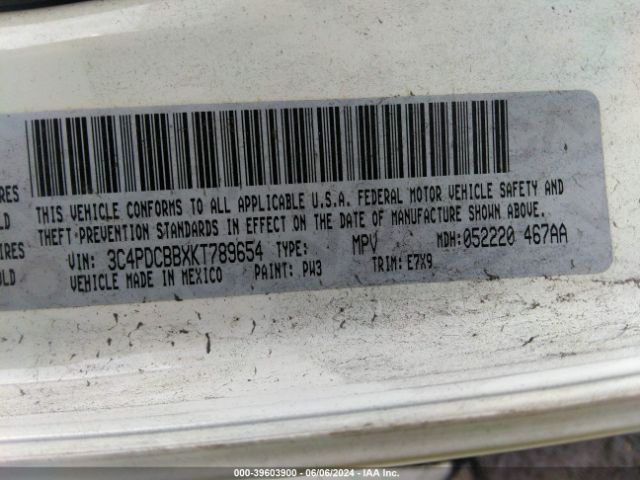 RES
LD
IRES
OLD
THIS VEHICLE CONFORMS TO ALL APPLICABLE U.S.A. FEDERAL MOTOR VEHICLE SAFETY AND
THEFT PREVENTION STANDARDS IN EFFECT ON THE DATE OF MANUFACTURE SHOWN ABOVE.
VIN: 3C4PDCBBXKT789654 TYPE: MPV MDH:052220 467AA
VEHICLE MADE IN MEXICO PAINT: PW3 TRIM:E7X9
000-39603900 - 06/06/2024 - IAA Inc.